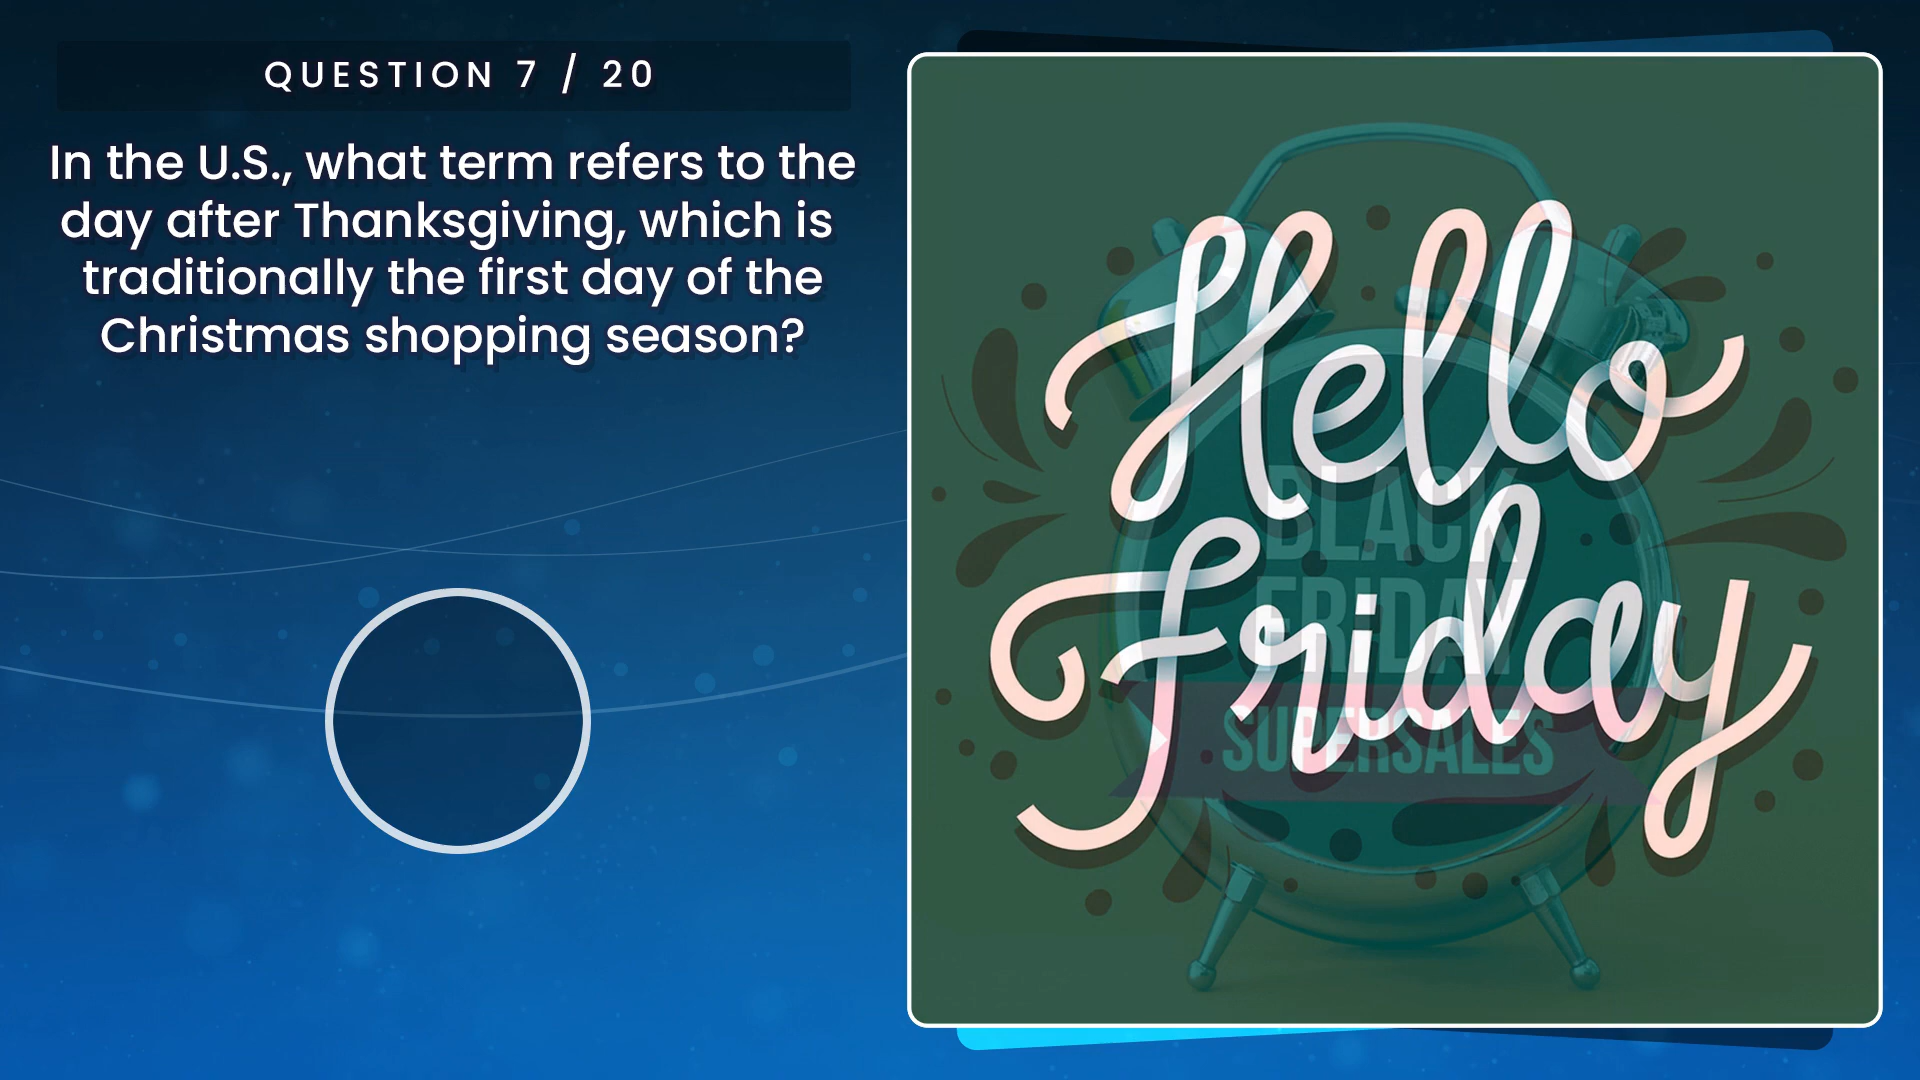 QUESTION 7 / 20
In the U.S., what term refers to the
day after Thanksgiving, which is
traditionally the first day of the
Christmas shopping season?
Hello
Friday
BLACK
FRIDAY
SUPERSALES